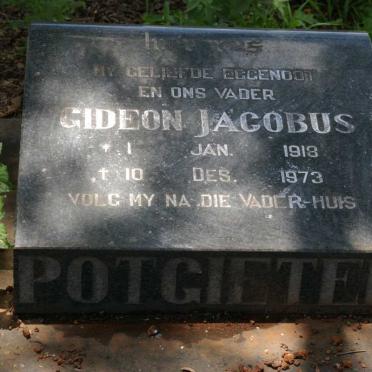 MY GELIEFDE EGGENOOT
EN ONS VADER
GIDEON JACOBUS
* 1 JAN. 1918
† 10 DES. 1973
VOLG MY NA DIE VADER-HUIS
POTGIETE